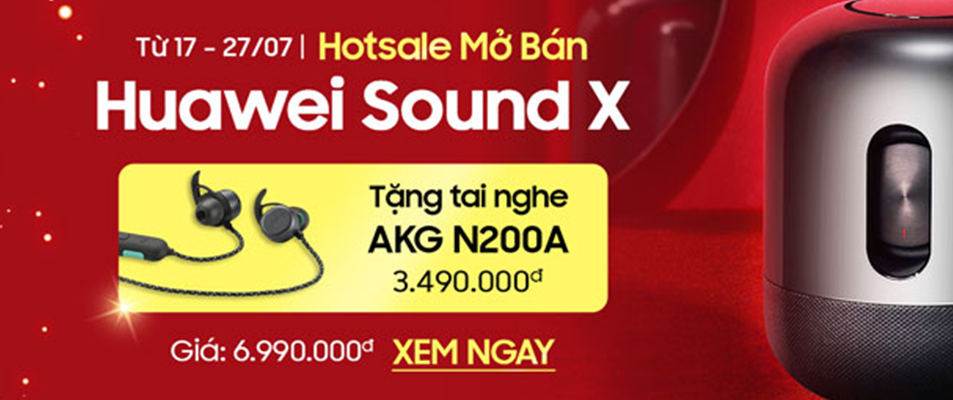 Từ 17 - 27/07 | Hotsale Mở Bán
Huawei Sound X
Tặng tai nghe
AKG N200A
3.490.000đ
Giá: 6.990.000đ XEM NGAY